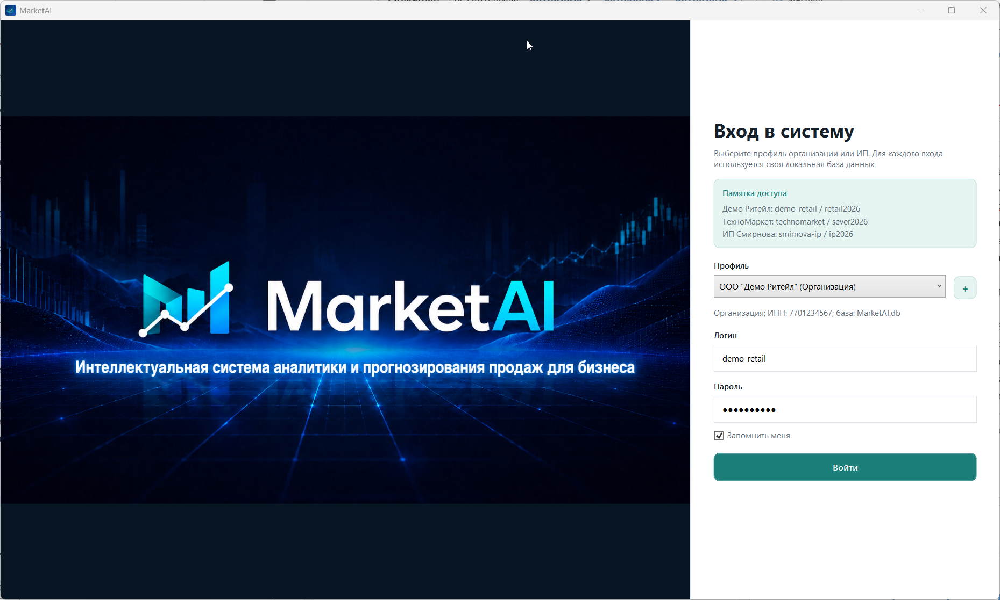 MarketAI
MarketAI
Интеллектуальная система аналитики и прогнозирования продаж для бизнеса
Вход в систему
Выберите профиль организации или ИП. Для каждого входа
используется своя локальная база данных.
Памятка доступа
Демо Ритейл: demo-retail / retail2026
ТехноМаркет: technomarket / sever2026
ИП Смирнова: smirnova-ip / ip2026
Профиль
ООО "Демо Ритейл" (Организация)
+
Организация; ИНН: 7701234567; база: MarketAI.db
Логин
demo-retail
Пароль
••••••••••
Запомнить меня
Войти